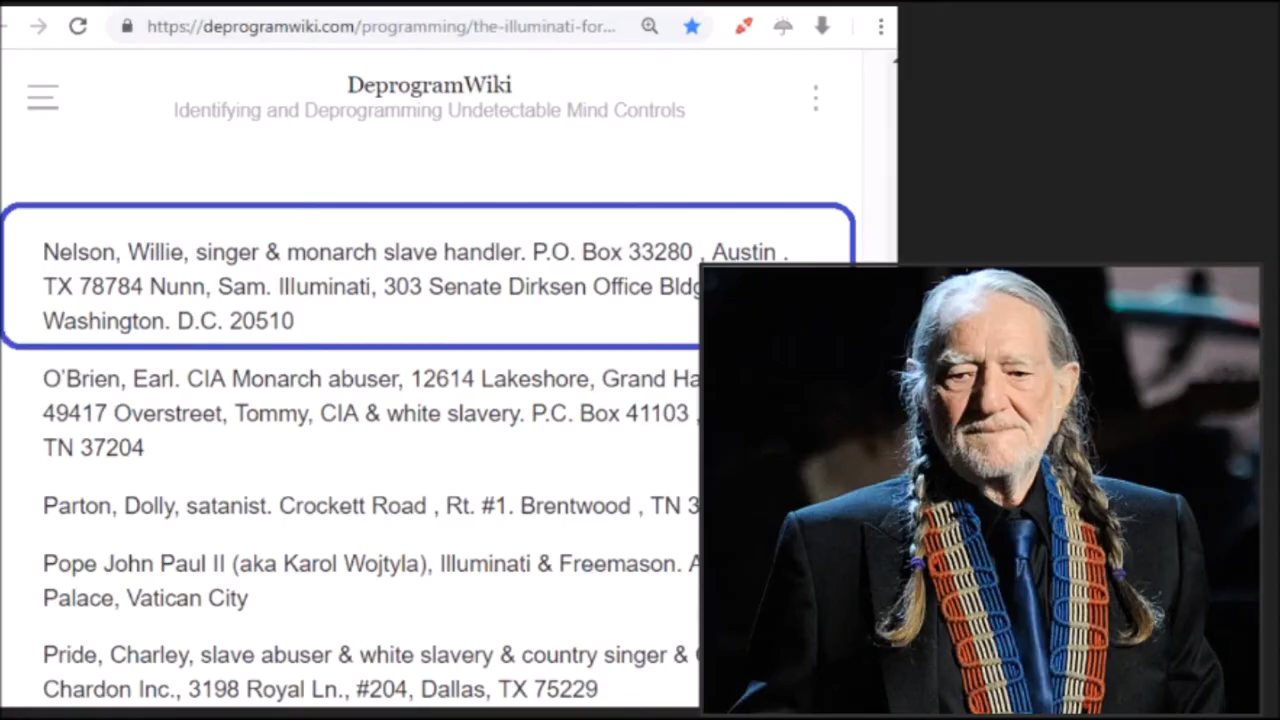 https://deprogramwiki.com/programming/the-illuminati-for...
DeprogramWiki
Identifying and Deprogramming Undetectable Mind Controls
Nelson, Willie, singer & monarch slave handler. P.O. Box 33280 , Austin .
TX 78784 Nunn, Sam. Illuminati, 303 Senate Dirksen Office Bldg
Washington. D.C. 20510
O'Brien, Earl. CIA Monarch abuser, 12614 Lakeshore, Grand Ha
49417 Overstreet, Tommy, CIA & white slavery. P.C. Box 41103 ,
TN 37204
Parton, Dolly, satanist. Crockett Road , Rt. #1. Brentwood , TN 3
Pope John Paul II (aka Karol Wojtyla), Illuminati & Freemason. A
Palace, Vatican City
Pride, Charley, slave abuser & white slavery & country singer &
Chardon Inc., 3198 Royal Ln., #204, Dallas, TX 75229